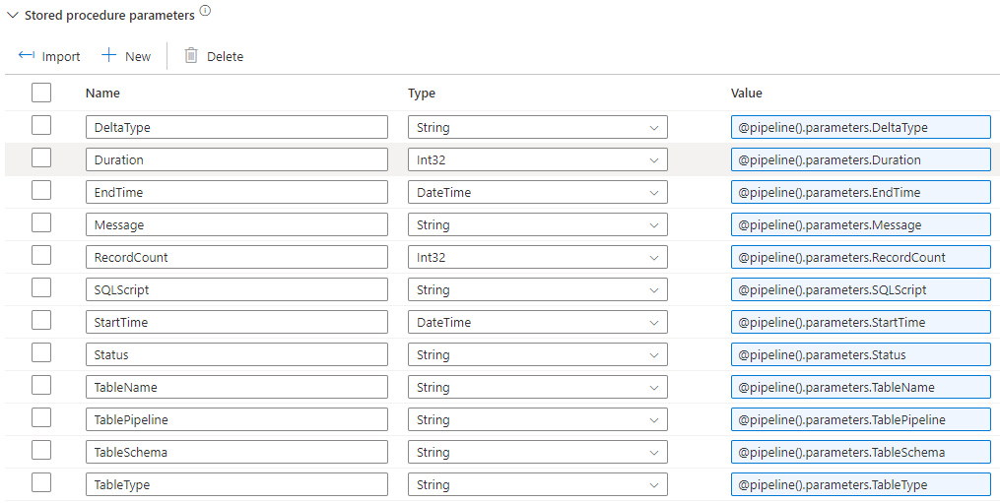 Stored procedure parameters
Import New Delete
Name Type Value
DeltaType String @pipeline().parameters.DeltaType
Duration Int32 @pipeline().parameters.Duration
EndTime DateTime @pipeline().parameters.EndTime
Message String @pipeline().parameters.Message
RecordCount Int32 @pipeline().parameters.RecordCount
SQLScript String @pipeline().parameters.SQLScript
StartTime DateTime @pipeline().parameters.StartTime
Status String @pipeline().parameters.Status
TableName String @pipeline().parameters.TableName
TablePipeline String @pipeline().parameters.TablePipeline
TableSchema String @pipeline().parameters.TableSchema
TableType String @pipeline().parameters.TableType